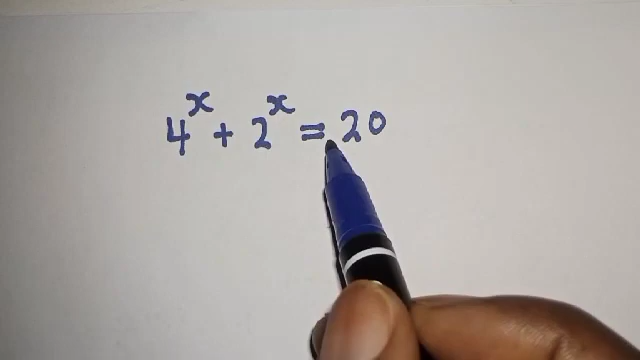 4^x + 2^x = 20